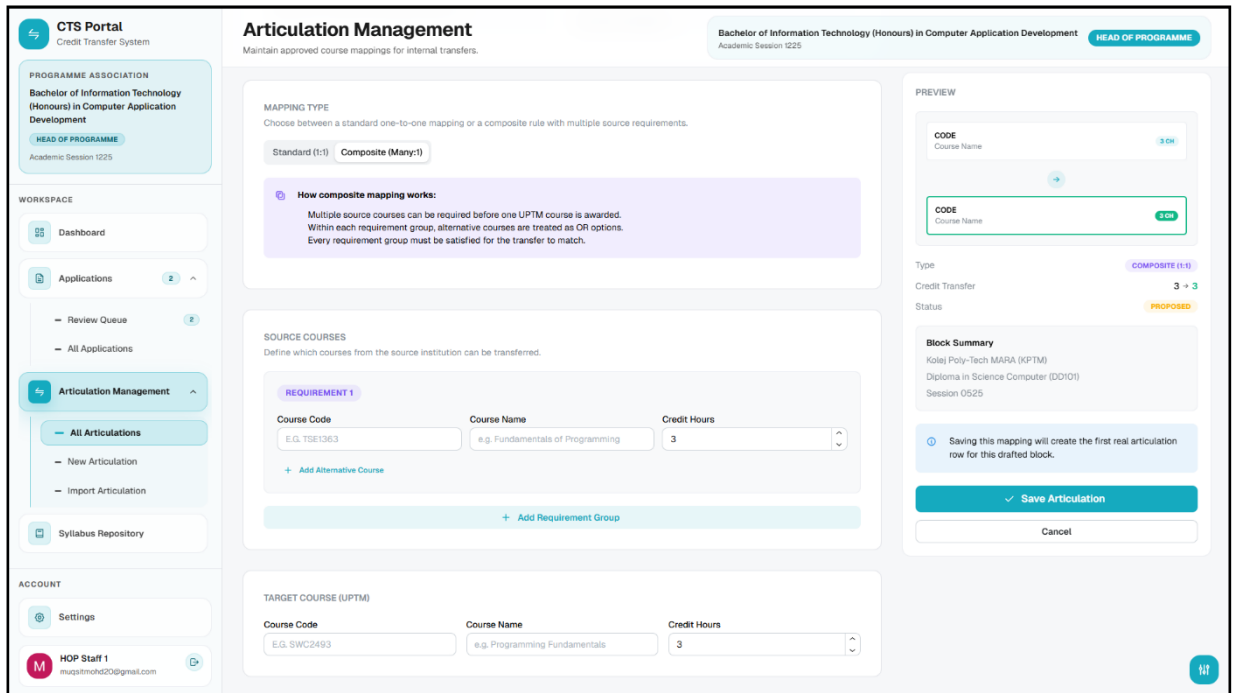 CTS Portal
Credit Transfer System
PROGRAMME ASSOCIATION
Bachelor of Information Technology
(Honours) in Computer Application
Development
HEAD OF PROGRAMME
Academic Session 1225
WORKSPACE
Dashboard
Applications 2
Review Queue 2
All Applications
Articulation Management
All Articulations
New Articulation
Import Articulation
Syllabus Repository
ACCOUNT
Settings
M
HOP Staff 1
muqsitmohd20@gmail.com
Articulation Management
Maintain approved course mappings for internal transfers.
Bachelor of Information Technology (Honours) in Computer Application Development
Academic Session 1225
HEAD OF PROGRAMME
MAPPING TYPE
Choose between a standard one-to-one mapping or a composite rule with multiple source requirements.
Standard (1:1) Composite (Many:1)
How composite mapping works:
Multiple source courses can be required before one UPTM course is awarded.
Within each requirement group, alternative courses are treated as OR options.
Every requirement group must be satisfied for the transfer to match.
SOURCE COURSES
Define which courses from the source institution can be transferred.
REQUIREMENT 1
Course Code Course Name Credit Hours
E.G. TSE1363 e.g. Fundamentals of Programming 3
+ Add Alternative Course
+ Add Requirement Group
TARGET COURSE (UPTM)
Course Code Course Name Credit Hours
E.G. SWC2493 e.g. Programming Fundamentals 3
PREVIEW
CODE
Course Name
3 CH
CODE
Course Name
3 CH
Type COMPOSITE (1:1)
Credit Transfer 3 → 3
Status PROPOSED
Block Summary
Kolej Poly-Tech MARA (KPTM)
Diploma in Science Computer (DD101)
Session 0525
Saving this mapping will create the first real articulation
row for this drafted block.
Save Articulation
Cancel